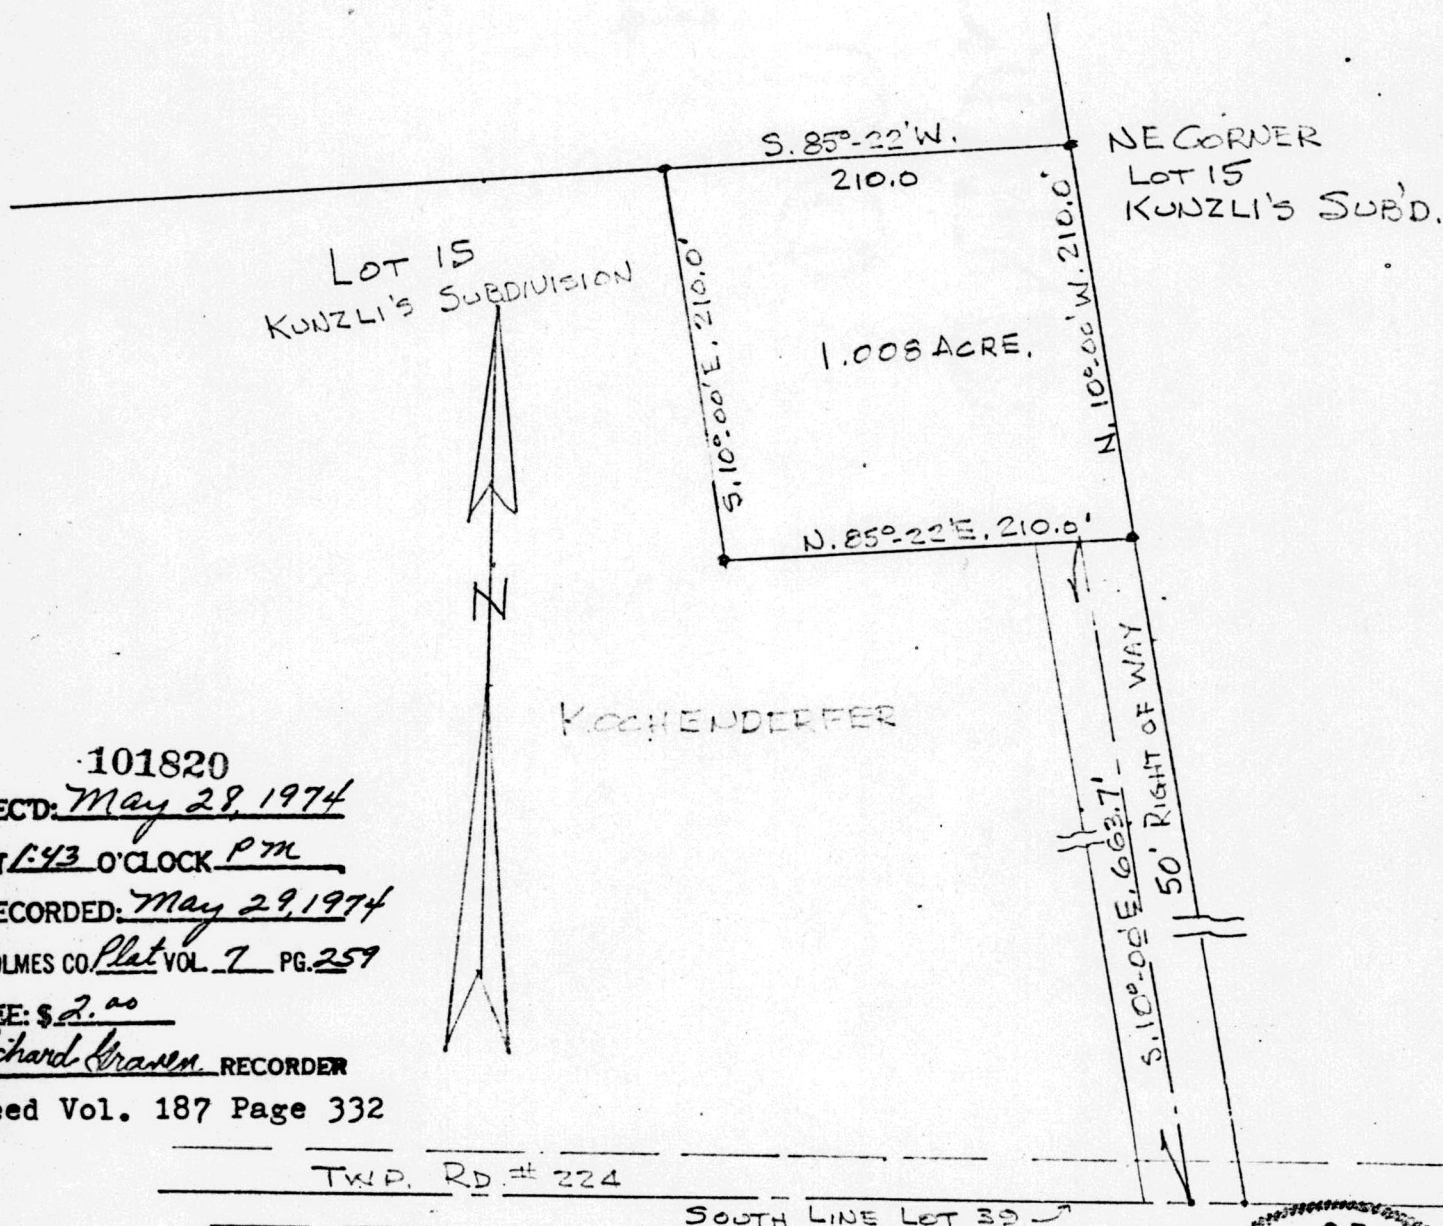 S. 85°-22'W.
210.0
NE CORNER
LOT 15
KUNZLI'S SUB'D.
LOT 15
KUNZLI'S SUBDIVISION
S. 10°-00'E. 210.0'
1.008 ACRE.
N. 10°-00'W. 210.0'
N. 85°-22'E. 210.0'
N
KOCHENDERFER
S. 10°-00'E. 663.7'
50' RIGHT OF WAY
101820
EC'D: May 28, 1974
T 1:43 O'CLOCK P M
ECORDED: May 29, 1974
OLMES CO. Plat VOL. 7 PG. 259
EE: $ 2.00
chard Graven RECORDER
eed Vol. 187 Page 332
TWP. RD. # 224
SOUTH LINE LOT 39